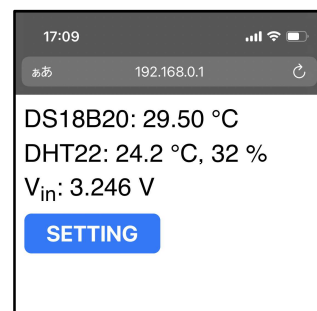 17:09
ぁあ 192.168.0.1
DS18B20: 29.50 °C
DHT22: 24.2 °C, 32 %
Vin: 3.246 V
SETTING